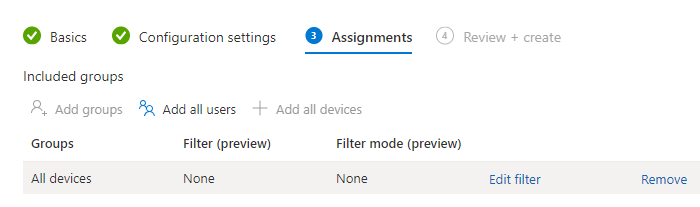 Basics Configuration settings 3 Assignments 4 Review + create
Included groups
Add groups Add all users Add all devices
Groups Filter (preview) Filter mode (preview)
All devices None None Edit filter Remove